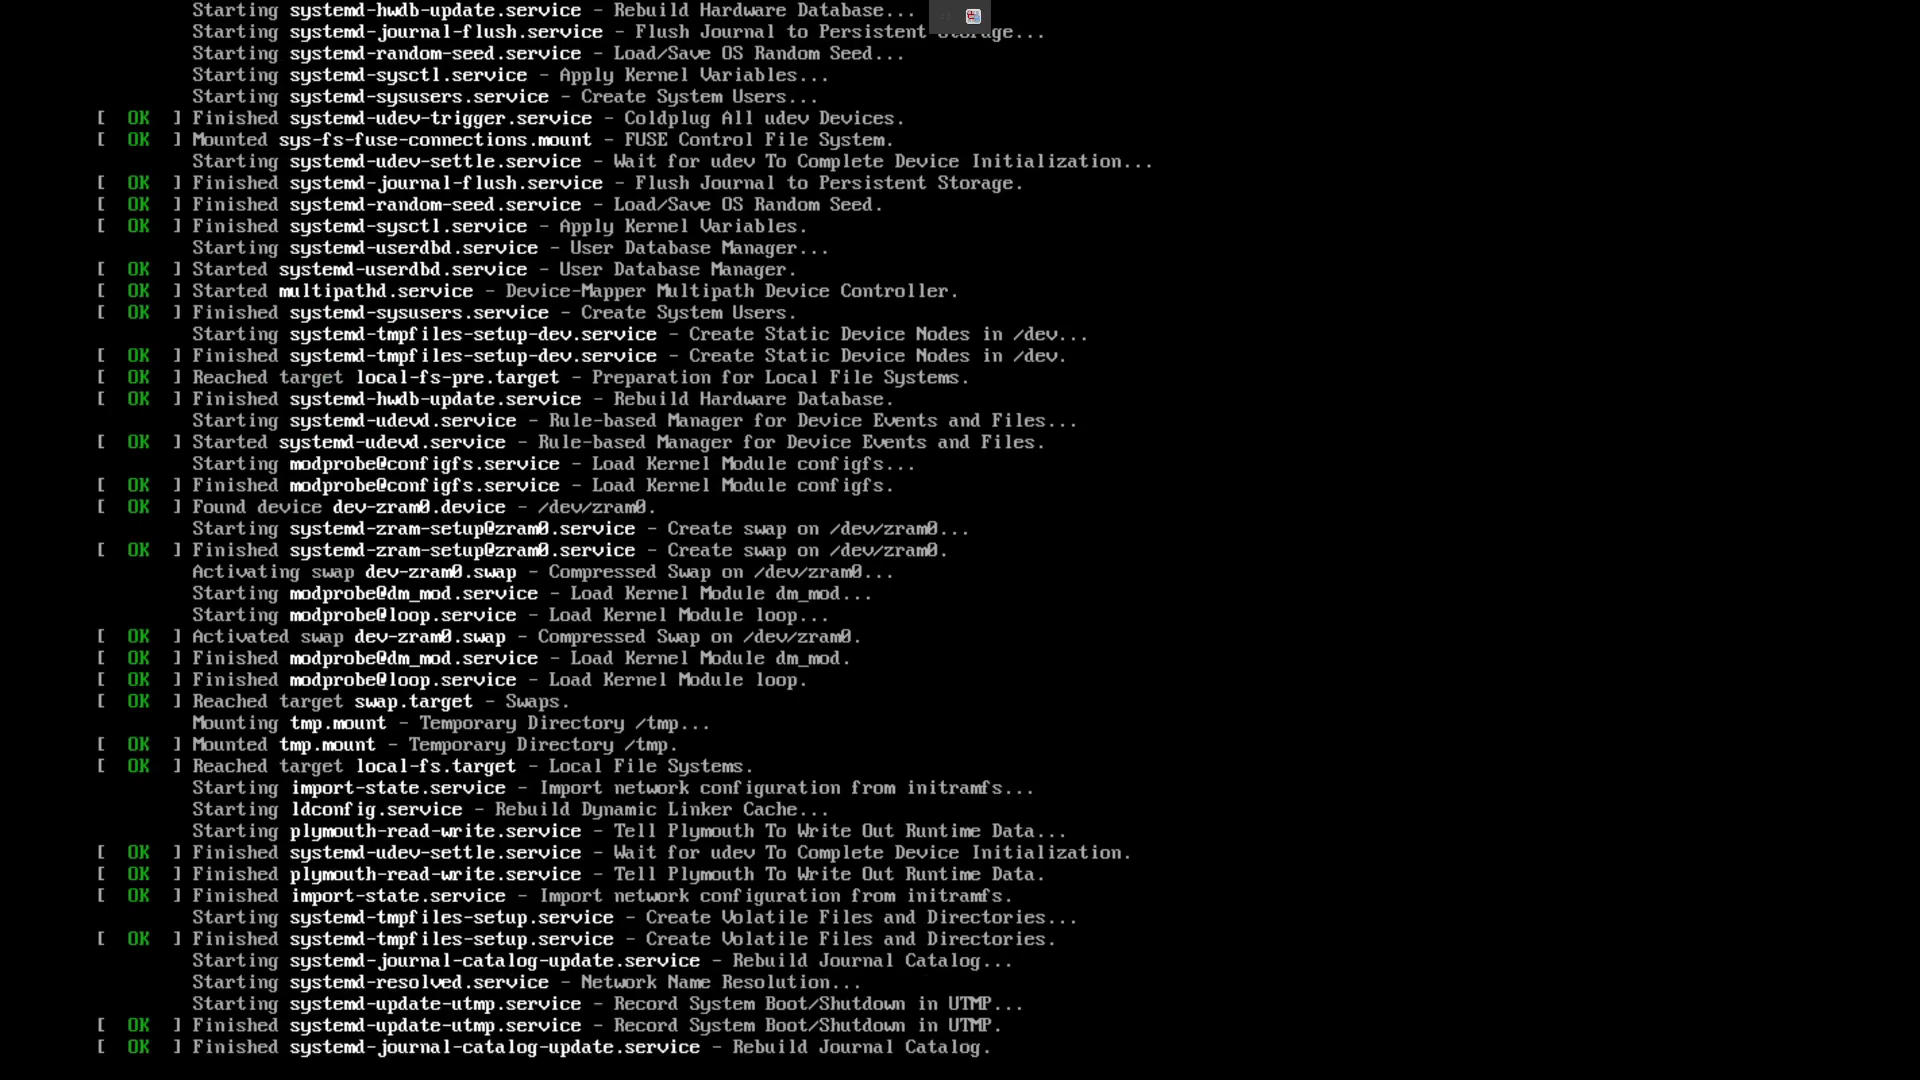 Starting systemd-hwdb-update.service - Rebuild Hardware Database...
Starting systemd-journal-flush.service - Flush Journal to Persistent Storage...
Starting systemd-random-seed.service - Load/Save OS Random Seed...
Starting systemd-sysctl.service - Apply Kernel Variables...
Starting systemd-sysusers.service - Create System Users...
[  OK  ] Finished systemd-udev-trigger.service - Coldplug All udev Devices.
[  OK  ] Mounted sys-fs-fuse-connections.mount - FUSE Control File System.
Starting systemd-udev-settle.service - Wait for udev To Complete Device Initialization...
[  OK  ] Finished systemd-journal-flush.service - Flush Journal to Persistent Storage.
[  OK  ] Finished systemd-random-seed.service - Load/Save OS Random Seed.
[  OK  ] Finished systemd-sysctl.service - Apply Kernel Variables.
Starting systemd-userdbd.service - User Database Manager...
[  OK  ] Started systemd-userdbd.service - User Database Manager.
[  OK  ] Started multipathd.service - Device-Mapper Multipath Device Controller.
[  OK  ] Finished systemd-sysusers.service - Create System Users.
Starting systemd-tmpfiles-setup-dev.service - Create Static Device Nodes in /dev...
[  OK  ] Finished systemd-tmpfiles-setup-dev.service - Create Static Device Nodes in /dev.
[  OK  ] Reached target local-fs-pre.target - Preparation for Local File Systems.
[  OK  ] Finished systemd-hwdb-update.service - Rebuild Hardware Database.
Starting systemd-udevd.service - Rule-based Manager for Device Events and Files...
[  OK  ] Started systemd-udevd.service - Rule-based Manager for Device Events and Files.
Starting modprobe@configfs.service - Load Kernel Module configfs...
[  OK  ] Finished modprobe@configfs.service - Load Kernel Module configfs.
[  OK  ] Found device dev-zram0.device - /dev/zram0.
Starting systemd-zram-setup@zram0.service - Create swap on /dev/zram0...
[  OK  ] Finished systemd-zram-setup@zram0.service - Create swap on /dev/zram0.
Activating swap dev-zram0.swap - Compressed Swap on /dev/zram0...
Starting modprobe@dm_mod.service - Load Kernel Module dm_mod...
Starting modprobe@loop.service - Load Kernel Module loop...
[  OK  ] Activated swap dev-zram0.swap - Compressed Swap on /dev/zram0.
[  OK  ] Finished modprobe@dm_mod.service - Load Kernel Module dm_mod.
[  OK  ] Finished modprobe@loop.service - Load Kernel Module loop.
[  OK  ] Reached target swap.target - Swaps.
Mounting tmp.mount - Temporary Directory /tmp...
[  OK  ] Mounted tmp.mount - Temporary Directory /tmp.
[  OK  ] Reached target local-fs.target - Local File Systems.
Starting import-state.service - Import network configuration from initramfs...
Starting ldconfig.service - Rebuild Dynamic Linker Cache...
Starting plymouth-read-write.service - Tell Plymouth To Write Out Runtime Data...
[  OK  ] Finished systemd-udev-settle.service - Wait for udev To Complete Device Initialization.
[  OK  ] Finished plymouth-read-write.service - Tell Plymouth To Write Out Runtime Data.
[  OK  ] Finished import-state.service - Import network configuration from initramfs.
Starting systemd-tmpfiles-setup.service - Create Volatile Files and Directories...
[  OK  ] Finished systemd-tmpfiles-setup.service - Create Volatile Files and Directories.
Starting systemd-journal-catalog-update.service - Rebuild Journal Catalog...
Starting systemd-resolved.service - Network Name Resolution...
Starting systemd-update-utmp.service - Record System Boot/Shutdown in UTMP...
[  OK  ] Finished systemd-update-utmp.service - Record System Boot/Shutdown in UTMP.
[  OK  ] Finished systemd-journal-catalog-update.service - Rebuild Journal Catalog.